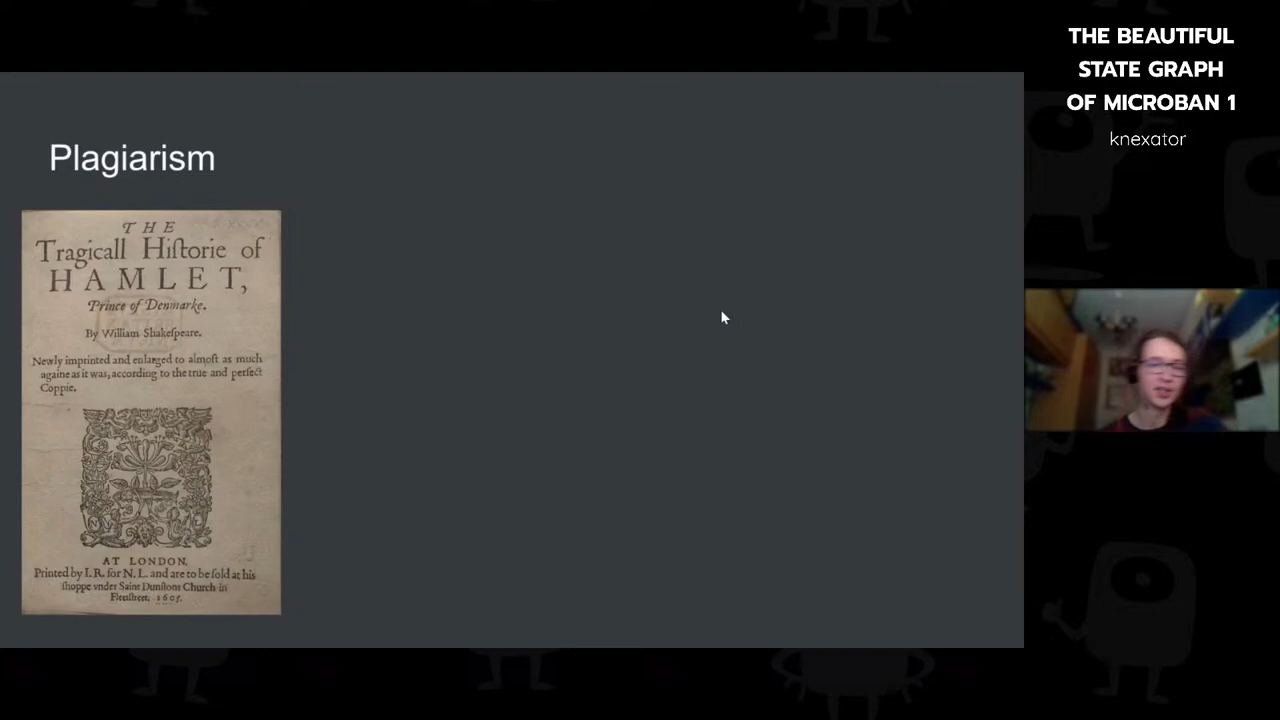 THE BEAUTIFUL
STATE GRAPH
OF MICROBAN 1
knexator
Plagiarism
THE
Tragicall Hiſtorie of
HAMLET,
Prince of Denmarke.
By William Shakeſpeare.
Newly imprinted and enlarged to almoſt as much
againe as it was, according to the true and perfect
Coppie.
AT LONDON,
Printed by I. R. for N. L. and are to be ſold at his
ſhoppe vnder Saint Dunſtons Church in
Fleetſtreet. 1605.